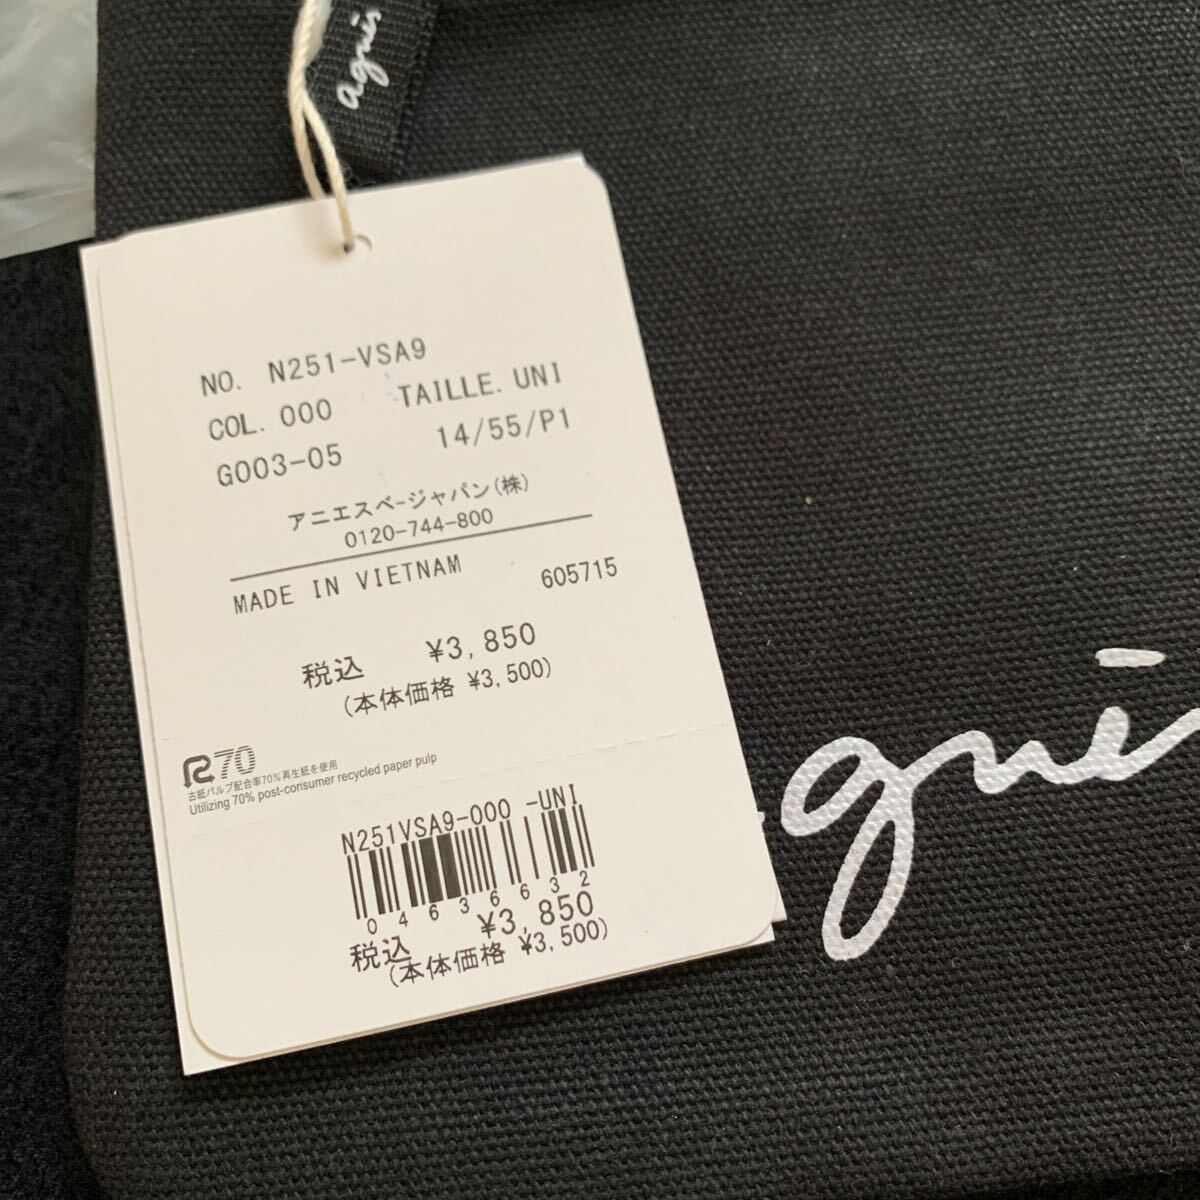 agnès
NO. N251-VSA9
COL. 000 TAILLE. UNI
G003-05 14/55/P1
アニエスベージャパン(株)
0120-744-800
MADE IN VIETNAM 605715
税込 ¥3,850
(本体価格 ¥3,500)
R70
古紙パルプ配合率70%再生紙を使用
Utilizing 70% post-consumer recycled paper pulp
N251VSA9-000 -UNI
04636632
税込 ¥3,850
(本体価格 ¥3,500)
agnè